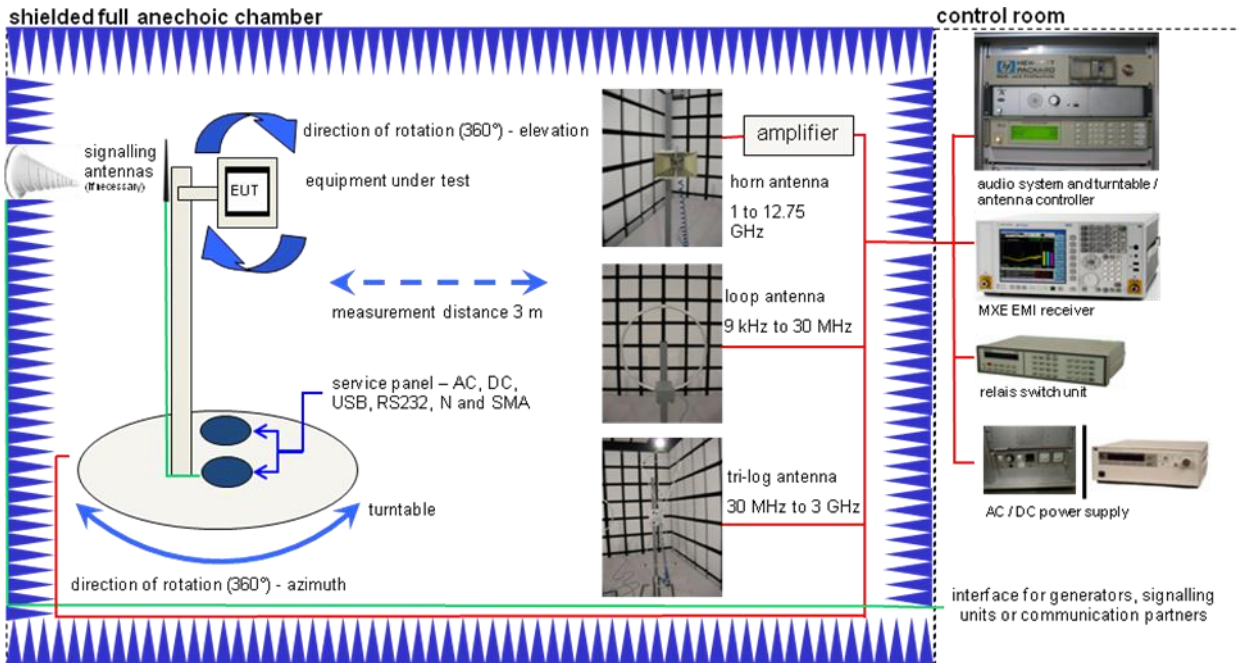 shielded full anechoic chamber
control room
direction of rotation (360°) - elevation
signalling
antennas
(if necessary)
EUT
equipment under test
amplifier
horn antenna
1 to 12.75
GHz
HEWLETT
PACKARD
audio system and turntable /
antenna controller
measurement distance 3 m
loop antenna
9 kHz to 30 MHz
MXE EMI receiver
service panel – AC, DC,
USB, RS232, N and SMA
relais switch unit
tri-log antenna
30 MHz to 3 GHz
turntable
AC / DC power supply
direction of rotation (360°) - azimuth
interface for generators, signalling
units or communication partners